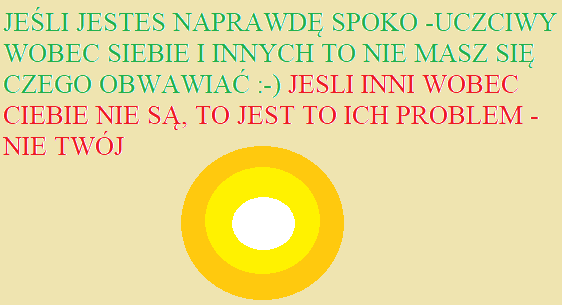 JEŚLI JESTES NAPRAWDĘ SPOKO -UCZCIWY
WOBEC SIEBIE I INNYCH TO NIE MASZ SIĘ
CZEGO OBWAWIAĆ :-) JESLI INNI WOBEC
CIEBIE NIE SĄ, TO JEST TO ICH PROBLEM -
NIE TWÓJ